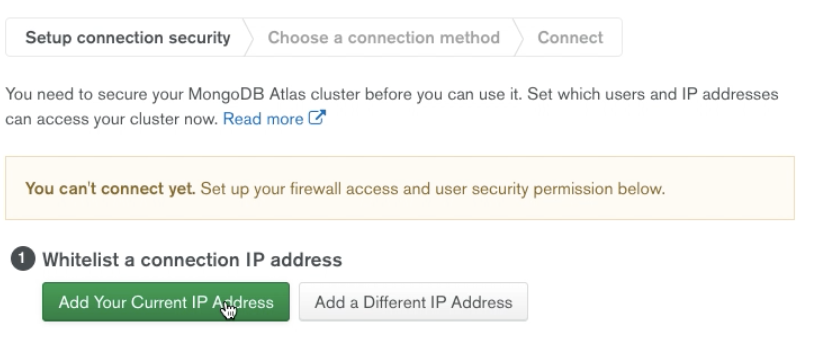 Setup connection security
Choose a connection method
Connect
You need to secure your MongoDB Atlas cluster before you can use it. Set which users and IP addresses
can access your cluster now. Read more
You can't connect yet. Set up your firewall access and user security permission below.
1 Whitelist a connection IP address
Add Your Current IP Address
Add a Different IP Address